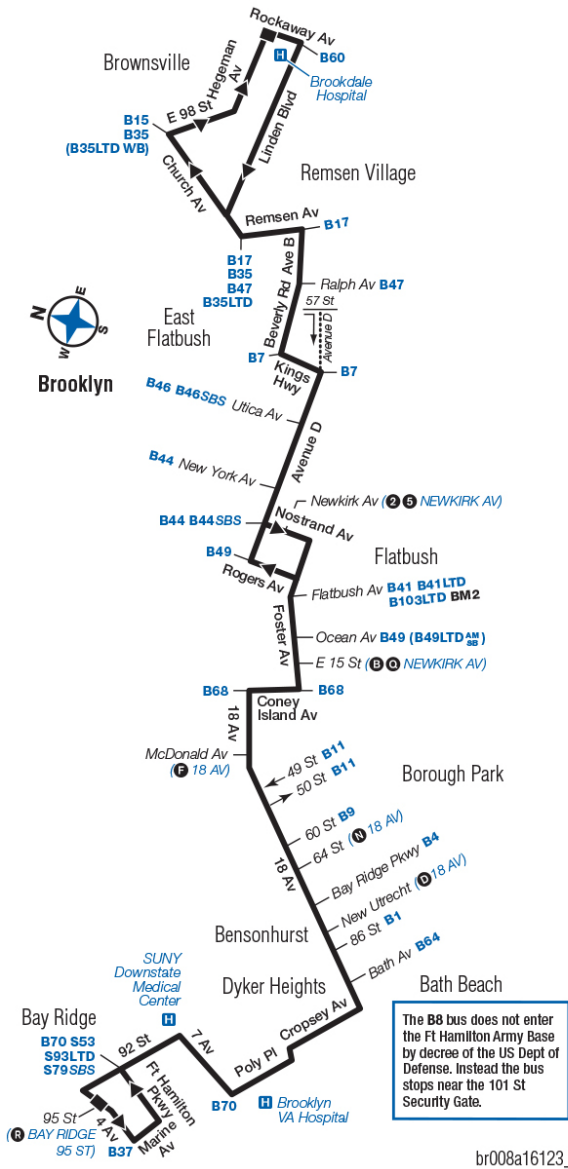 Rockaway Av
B60
Brownsville
Hegeman
Av
H
Brookdale
Hospital
E 98 St
B15
B35
(B35LTD WB)
Linden Blvd
Church Av
Remsen Village
Remsen Av
B17
B17
B35
B47
B35LTD
Beverly Rd Ave B
Ralph Av B47
57 St
Avenue D
N
E
S
W
Brooklyn
East
Flatbush
B7
Kings
Hwy
B7
B46 B46SBS Utica Av
Avenue D
B44 New York Av
Newkirk Av (2 5 NEWKIRK AV)
B44 B44SBS
Nostrand Av
B49
Rogers Av
Flatbush
Flatbush Av B41 B41LTD
B103LTD BM2
Foster Av
Ocean Av B49 (B49LTD AM SB)
E 15 St (B Q NEWKIRK AV)
B68
B68
Coney
Island Av
18 Av
McDonald Av
(F 18 AV)
49 St B11
50 St B11
Borough Park
60 St B9
64 St (N 18 AV)
18 Av
Bay Ridge Pkwy B4
New Utrecht (D 18 AV)
86 St B1
Bensonhurst
Bath Av B64
SUNY
Downstate
Medical
Center
H
Dyker Heights
Bath Beach
Cropsey Av
Poly Pl
7 Av
Bay Ridge
92 St
B70 S53
S93LTD
S79SBS
Ft Hamilton
Pkwy
Marine
Av
B70
H Brooklyn
VA Hospital
95 St
(R BAY RIDGE
95 ST)
4 Av
B37
The B8 bus does not enter
the Ft Hamilton Army Base
by decree of the US Dept of
Defense. Instead the bus
stops near the 101 St
Security Gate.
br008a16123_